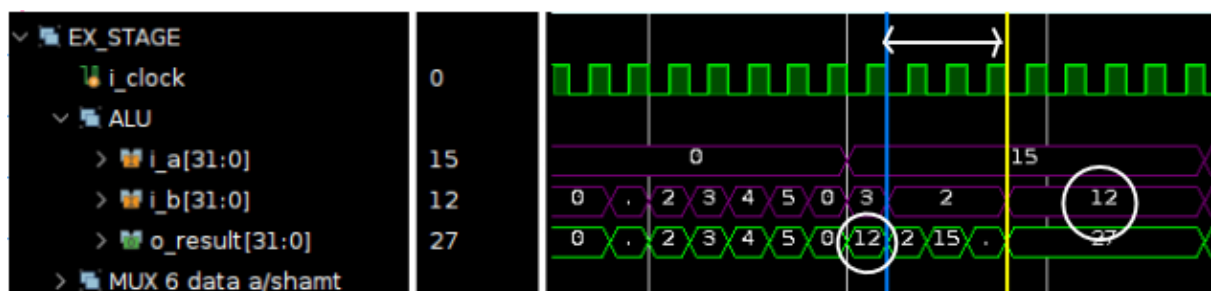 EX_STAGE
i_clock 0
ALU
i_a[31:0] 15 0 15
i_b[31:0] 12 0 . 2 3 4 5 0 3 2 12
o_result[31:0] 27 0 . 2 3 4 5 0 12 2 15 . 27
MUX 6 data a/shamt